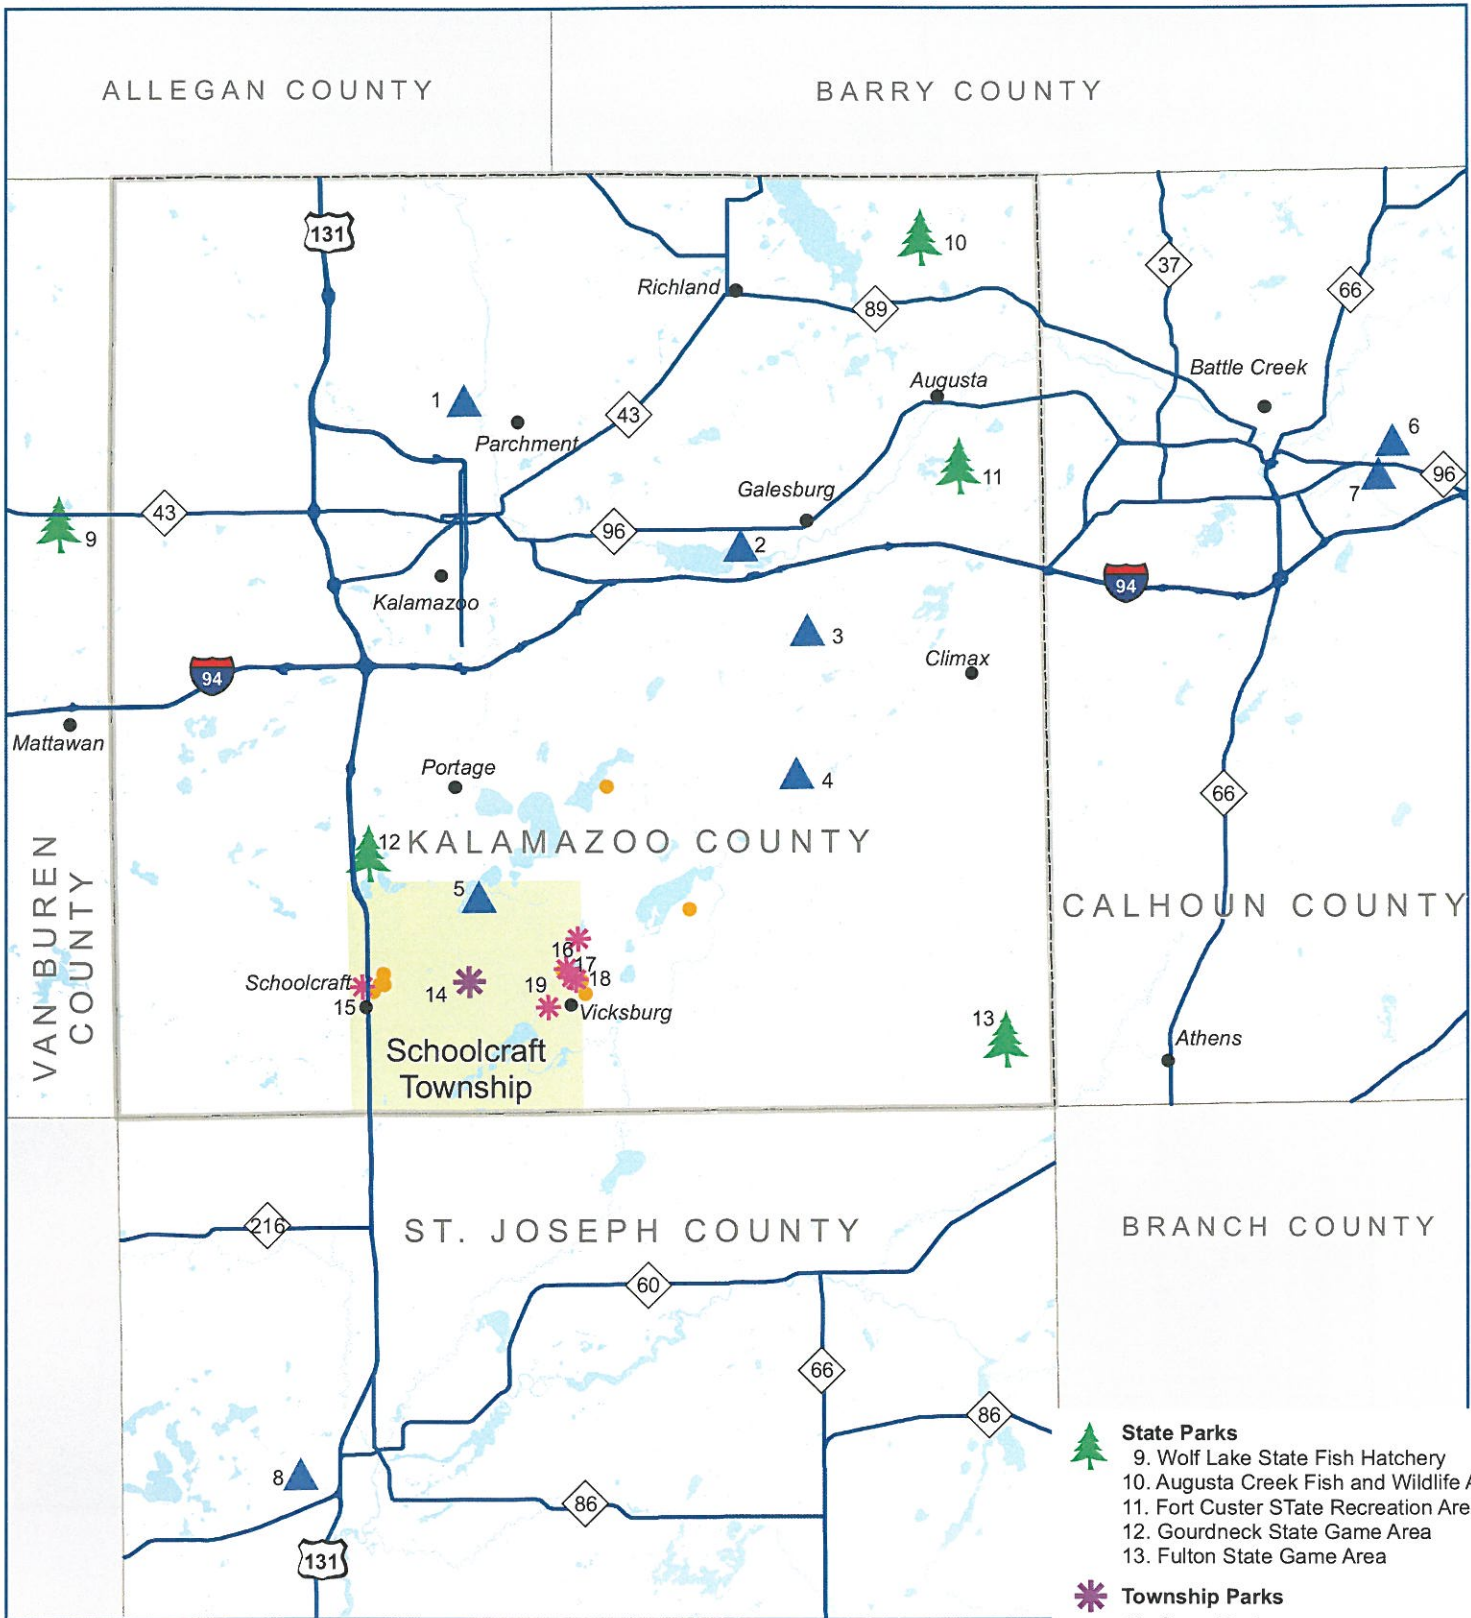 ALLEGAN COUNTY
BARRY COUNTY
131
10
37
Richland
66
89
Battle Creek
Augusta
1
43
Parchment
6
11
96
7
Galesburg
43
9
96
2
94
Kalamazoo
3
Climax
94
Mattawan
Portage
4
12
KALAMAZOO COUNTY
66
5
VAN BUREN
COUNTY
CALHOUN COUNTY
16
17
Schoolcraft
18
14
19
15
Vicksburg
13
Athens
Schoolcraft
Township
216
ST. JOSEPH COUNTY
BRANCH COUNTY
60
66
86
8
86
131
State Parks
9. Wolf Lake State Fish Hatchery
10. Augusta Creek Fish and Wildlife A
11. Fort Custer STate Recreation Are
12. Gourdneck State Game Area
13. Fulton State Game Area
Township Parks